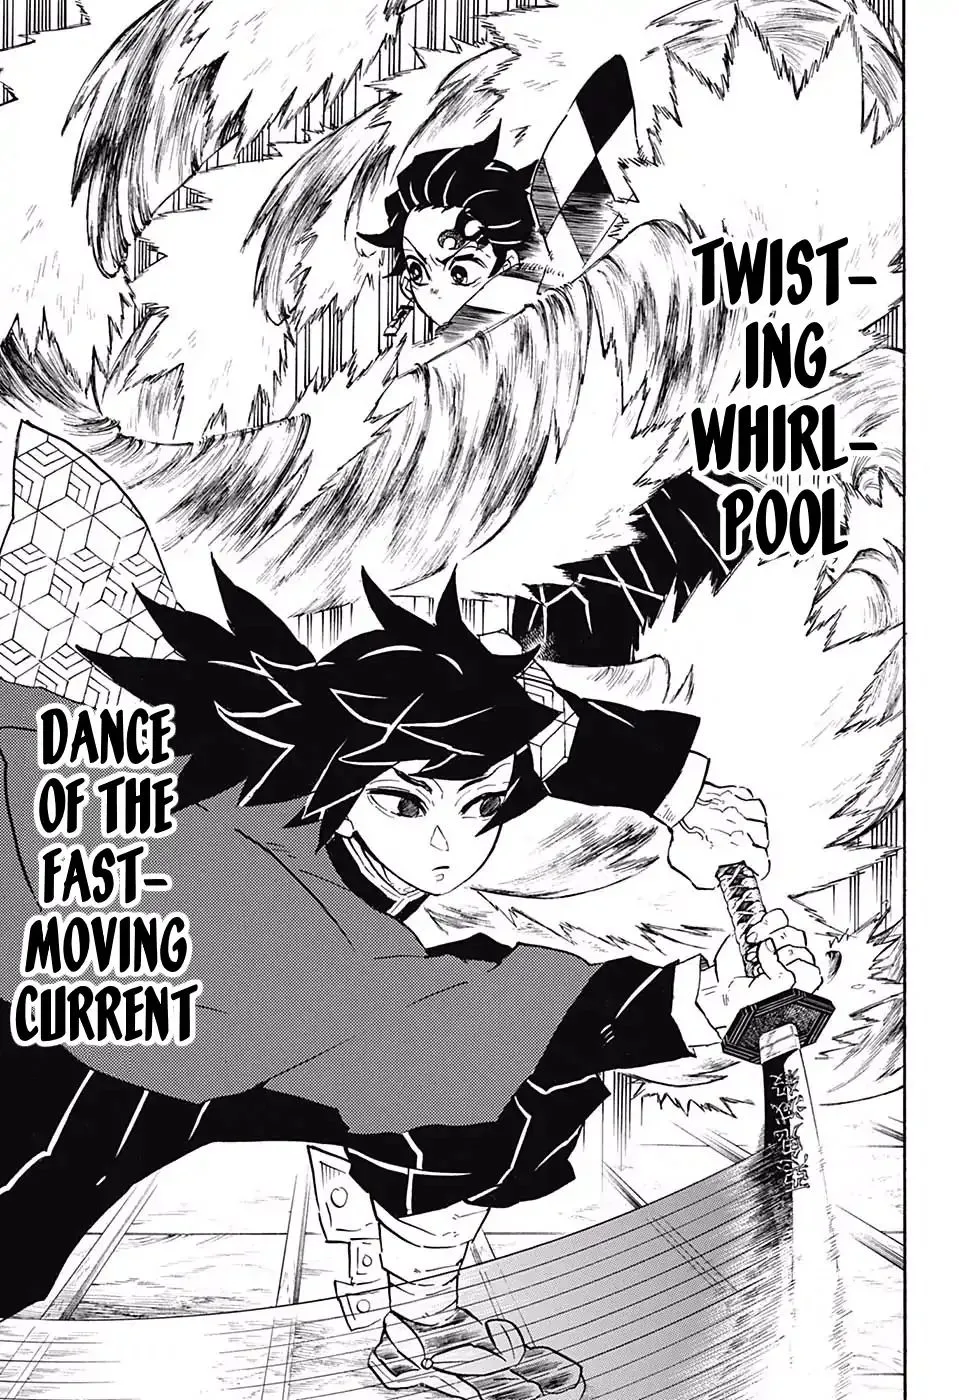 TWIST-
ING
WHIRL-
POOL
DANCE
OF THE
FAST-
MOVING
CURRENT